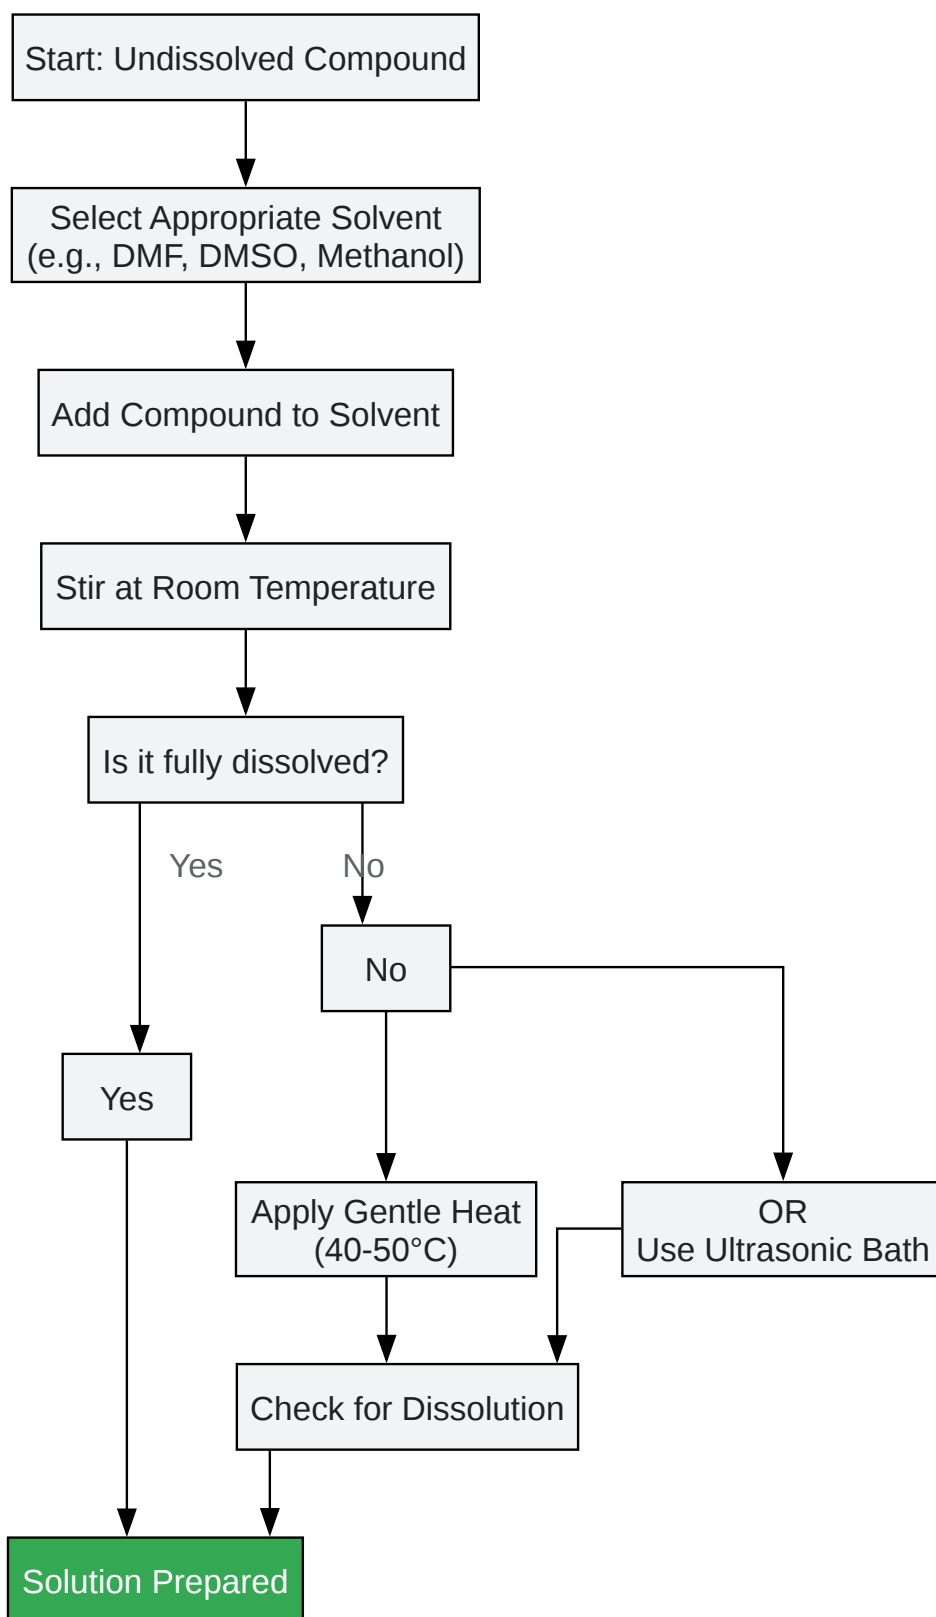 Start: Undissolved Compound
Select Appropriate Solvent
(e.g., DMF, DMSO, Methanol)
Add Compound to Solvent
Stir at Room Temperature
Is it fully dissolved?
Yes
No
No
Yes
Apply Gentle Heat
(40-50°C)
OR
Use Ultrasonic Bath
Check for Dissolution
Solution Prepared